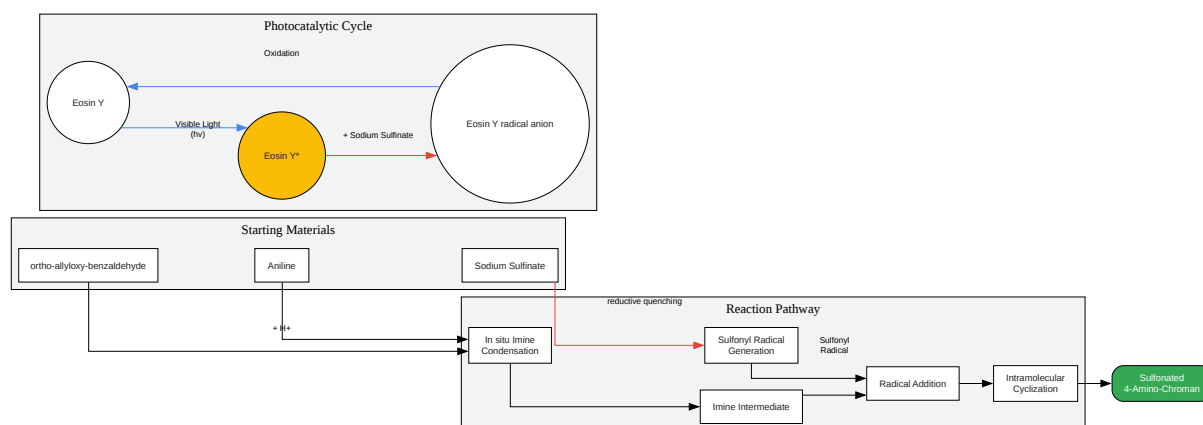 Photocatalytic Cycle
Oxidation
Eosin Y
Visible Light
(hv)
Eosin Y*
+ Sodium Sulfinate
Eosin Y radical anion
Starting Materials
ortho-allyloxy-benzaldehyde
Aniline
Sodium Sulfinate
reductive quenching
Reaction Pathway
+ H+
In situ Imine
Condensation
Sulfonyl Radical
Generation
Sulfonyl
Radical
Imine Intermediate
Radical Addition
Intramolecular
Cyclization
Sulfonated
4-Amino-Chroman